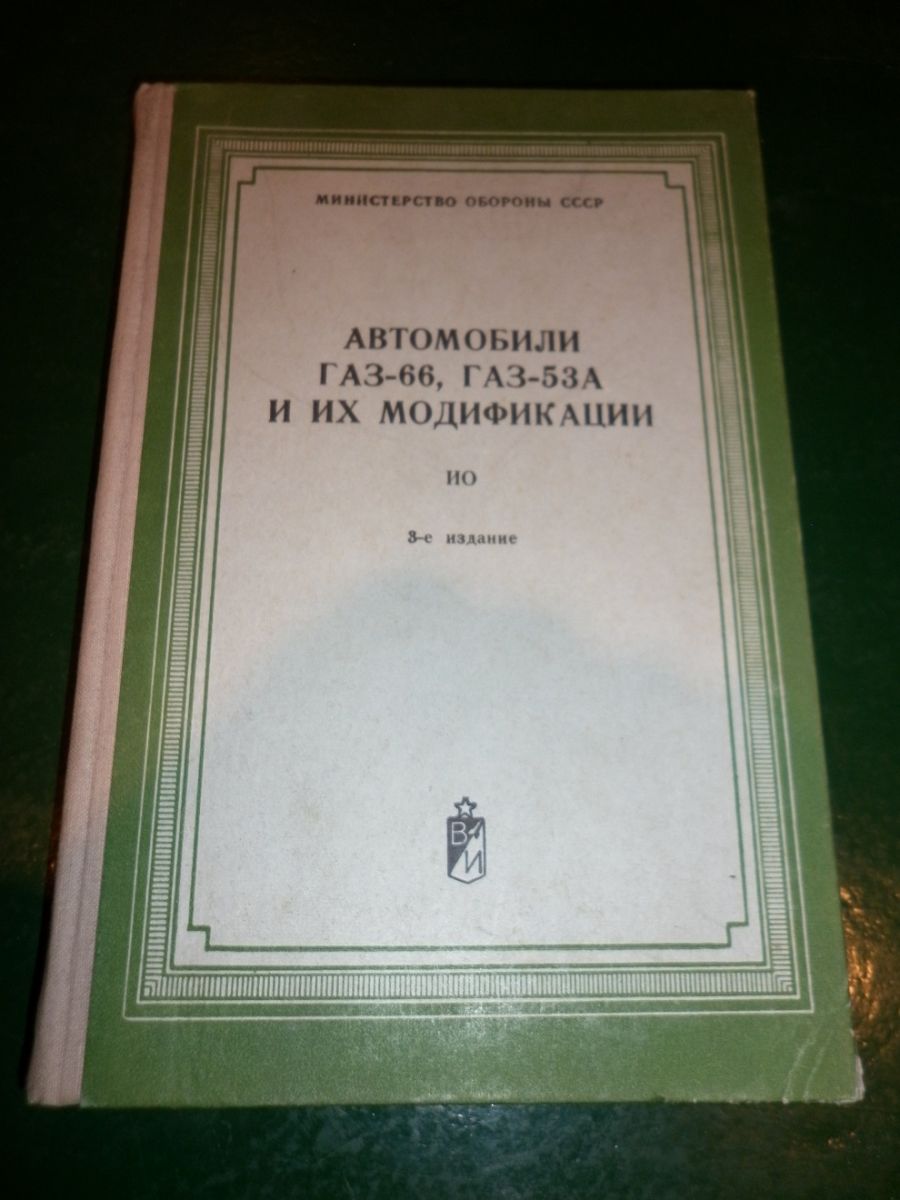 МИНИСТЕРСТВО ОБОРОНЫ СССР
АВТОМОБИЛИ
ГАЗ-66, ГАЗ-53А
И ИХ МОДИФИКАЦИИ
ИО
3-е издание
В
И